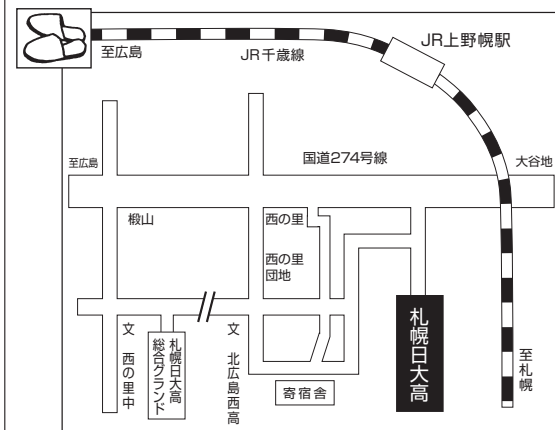 至広島
JR千歳線
JR上野幌駅
至広島
国道274号線
大谷地
椴山
西の里
西の里
団地
文 西の里中
札幌日大高
総合グランド
文 北広島西高
寄宿舎
札幌日大高
至札幌